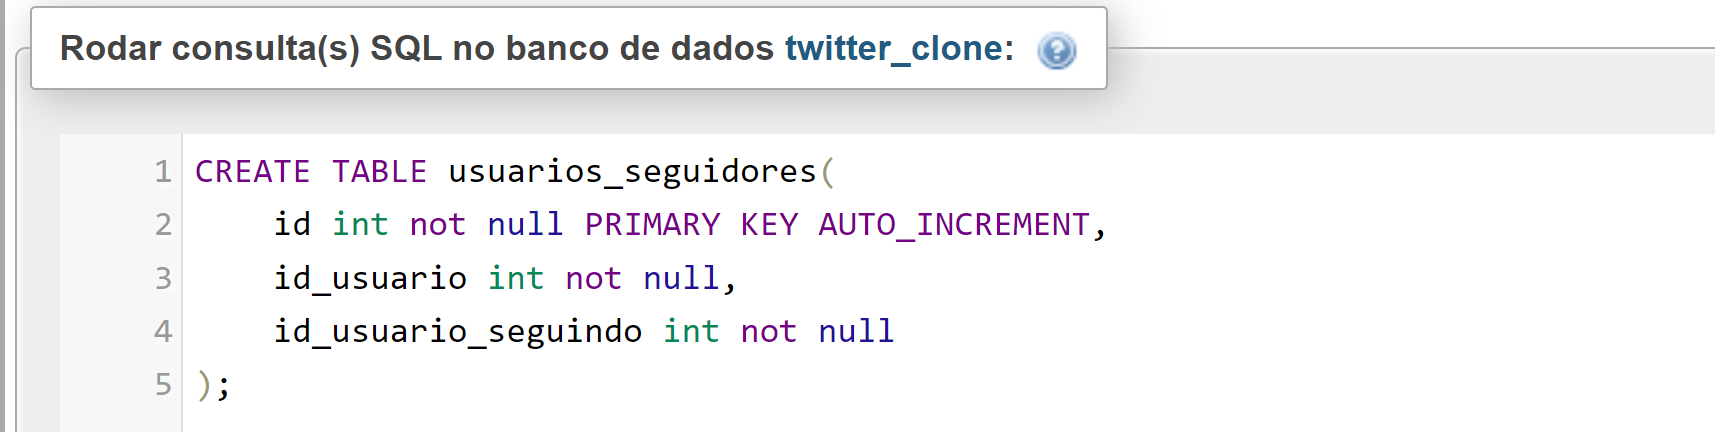 Rodar consulta(s) SQL no banco de dados twitter_clone:
1 CREATE TABLE usuarios_seguidores(
2 id int not null PRIMARY KEY AUTO_INCREMENT,
3 id_usuario int not null,
4 id_usuario_seguindo int not null
5 );